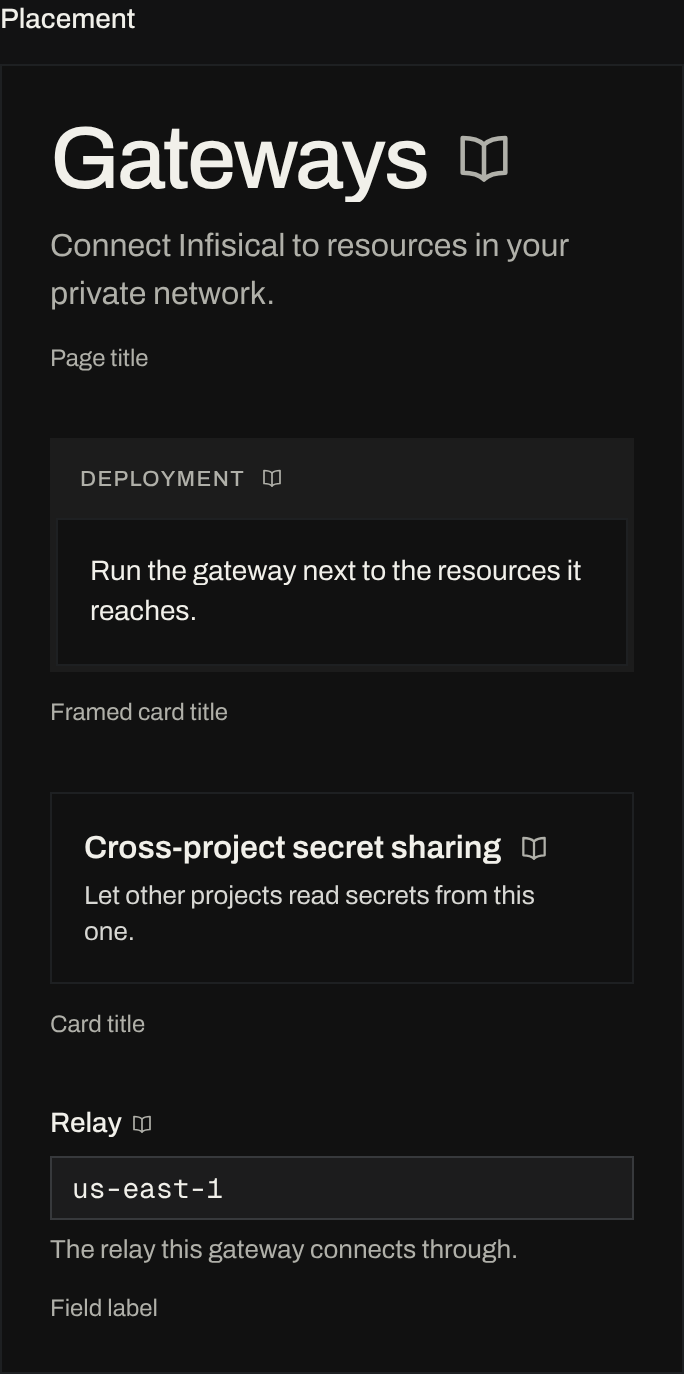 Placement
Gateways
Connect Infisical to resources in your
private network.
Page title
DEPLOYMENT
Run the gateway next to the resources it
reaches.
Framed card title
Cross-project secret sharing
Let other projects read secrets from this
one.
Card title
Relay
us-east-1
The relay this gateway connects through.
Field label